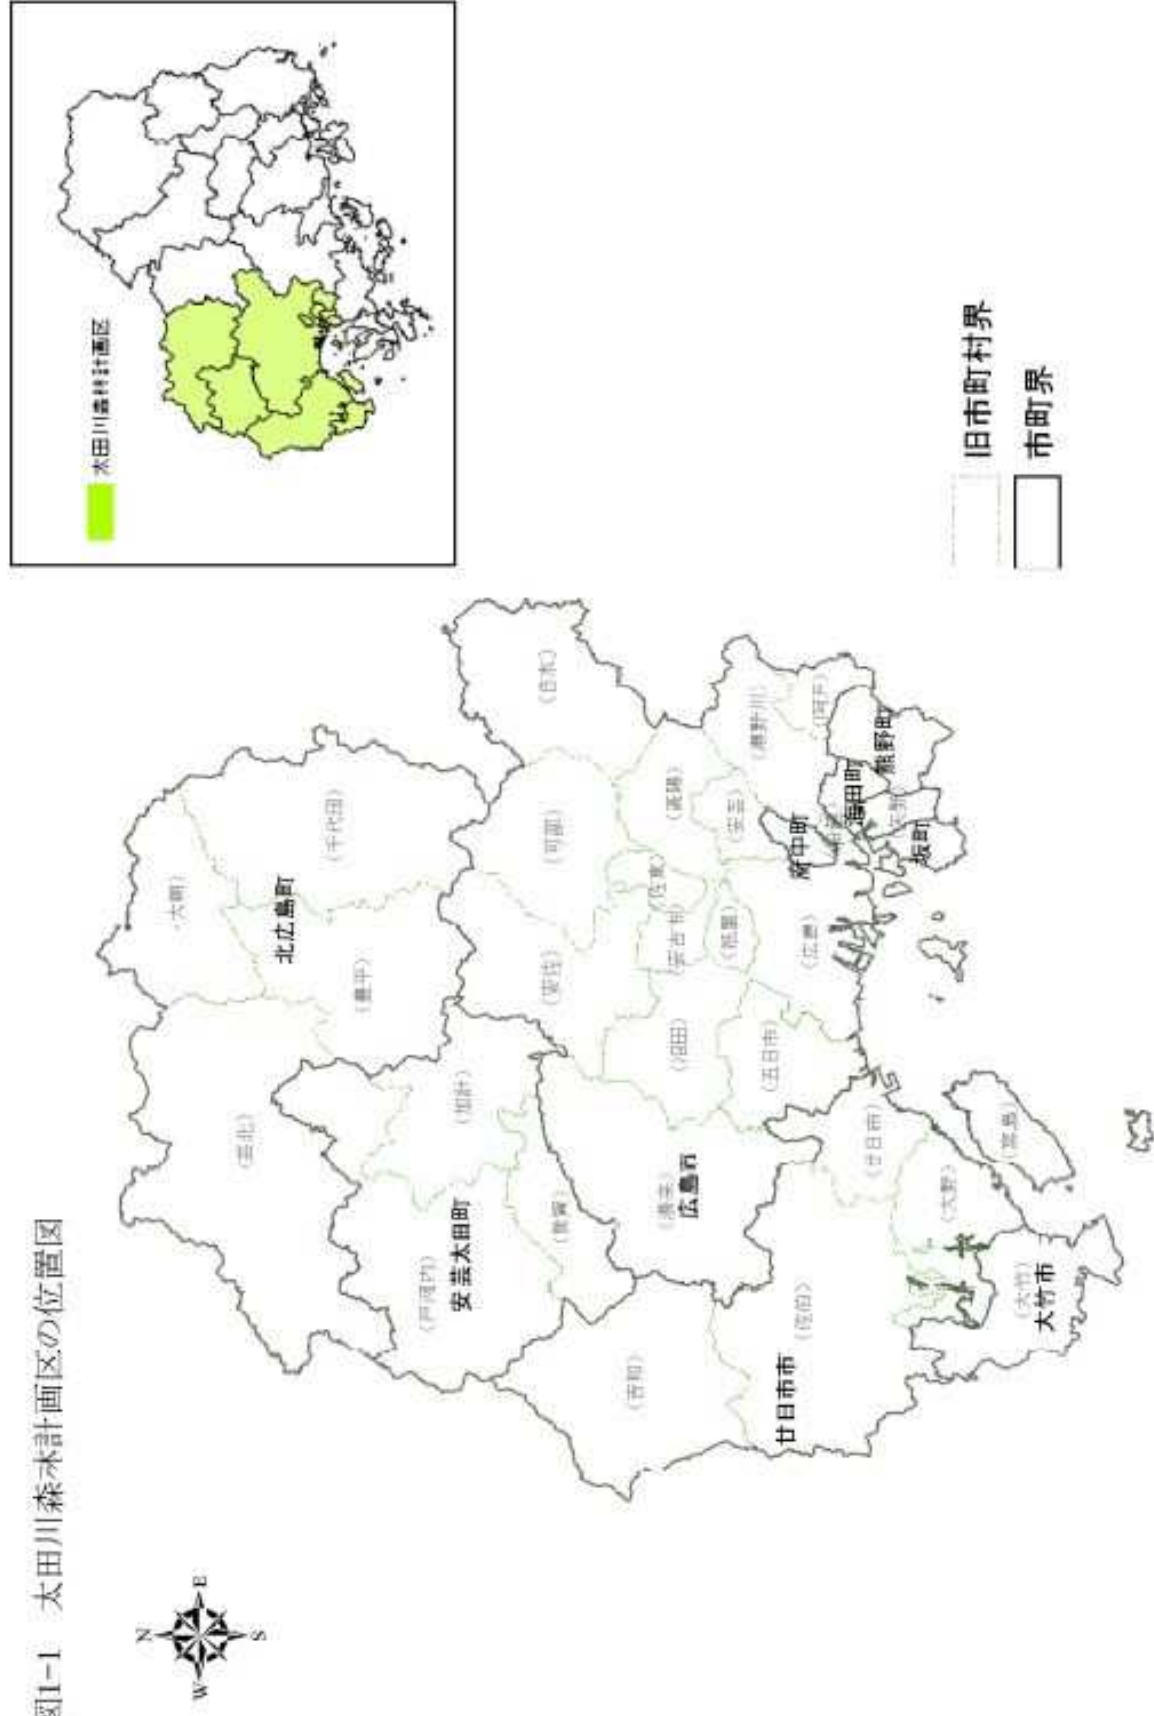 図1-1 太田川森林計画区の位置図
N
W
E
S
太田川森林計画区
旧市町村界
市町界
(大朝)
(千代田)
北広島町
(豊平)
(芸北)
(加計)
(戸河内)
安芸太田町
(筒賀)
(白木)
(可部)
(安佐)
(高陽)
(佐東)
(安古市)
(祇園)
(沼田)
(安芸)
(瀬野川)
(阿戸)
熊野町
海田町
府中町
坂町
(広島)
(五日市)
(湯来)
広島市
(吉和)
(佐伯)
廿日市市
(廿日市)
(大野)
(宮島)
(大竹)
大竹市